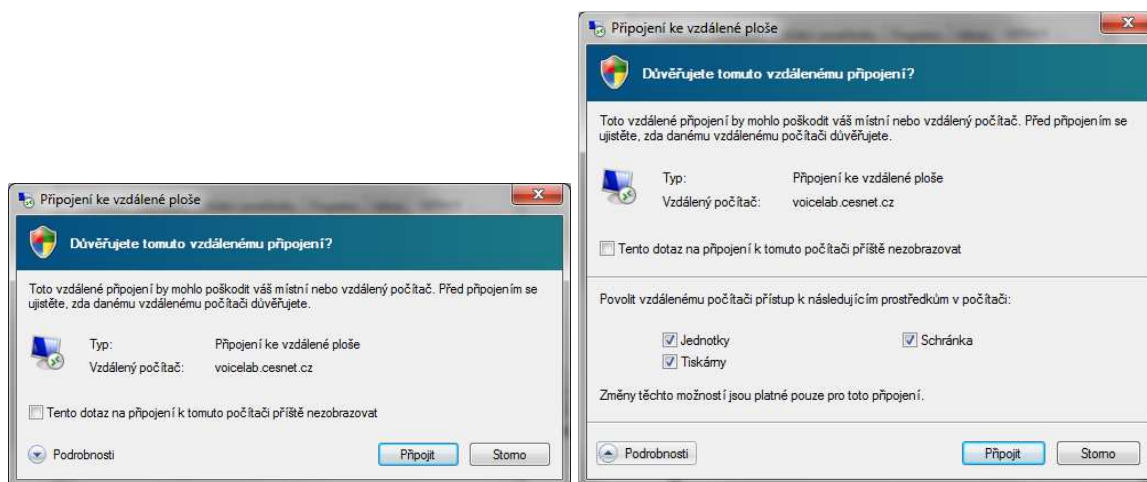 Připojení ke vzdálené ploše
Důvěřujete tomuto vzdálenému připojení?
Toto vzdálené připojení by mohlo poškodit váš místní nebo vzdálený počítač. Před připojením se
ujistěte, zda danému vzdálenému počítači důvěřujete.
Typ: Připojení ke vzdálené ploše
Vzdálený počítač: voicelab.cesnet.cz
Tento dotaz na připojení k tomuto počítači příště nezobrazovat
Podrobnosti Připojit Storno
Připojení ke vzdálené ploše
Důvěřujete tomuto vzdálenému připojení?
Toto vzdálené připojení by mohlo poškodit váš místní nebo vzdálený počítač. Před připojením se
ujistěte, zda danému vzdálenému počítači důvěřujete.
Typ: Připojení ke vzdálené ploše
Vzdálený počítač: voicelab.cesnet.cz
Tento dotaz na připojení k tomuto počítači příště nezobrazovat
Povolit vzdálenému počítači přístup k následujícím prostředkům v počítači:
Jednotky Schránka
Tiskárny
Změny těchto možností jsou platné pouze pro toto připojení.
Podrobnosti Připojit Storno